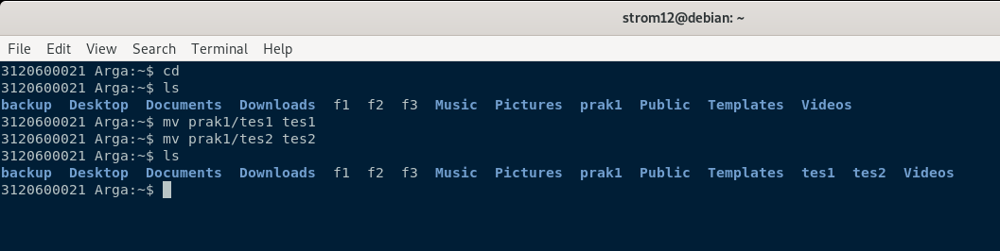 strom12@debian: ~
File Edit View Search Terminal Help
3120600021 Arga:~$ cd
3120600021 Arga:~$ ls
backup  Desktop  Documents  Downloads  f1  f2  f3  Music  Pictures  prak1  Public  Templates  Videos
3120600021 Arga:~$ mv prak1/tes1 tes1
3120600021 Arga:~$ mv prak1/tes2 tes2
3120600021 Arga:~$ ls
backup  Desktop  Documents  Downloads  f1  f2  f3  Music  Pictures  prak1  Public  Templates  tes1  tes2  Videos
3120600021 Arga:~$